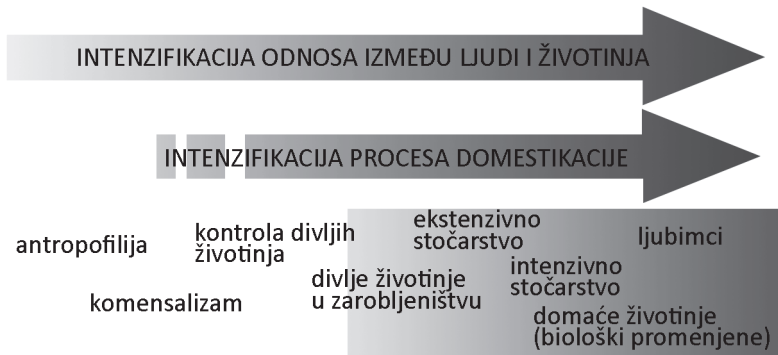 INTENZIFIKACIJA ODNOSA IZMEĐU LJUDI I ŽIVOTINJA
INTENZIFIKACIJA PROCESA DOMESTIKACIJE
antropofilija
kontrola divljih
životinja
ekstenzivno
stočarstvo
ljubimci
komensalizam
divlje životinje
u zarobljeništvu
intenzivno
stočarstvo
domaće životinje
(biološki promenjene)